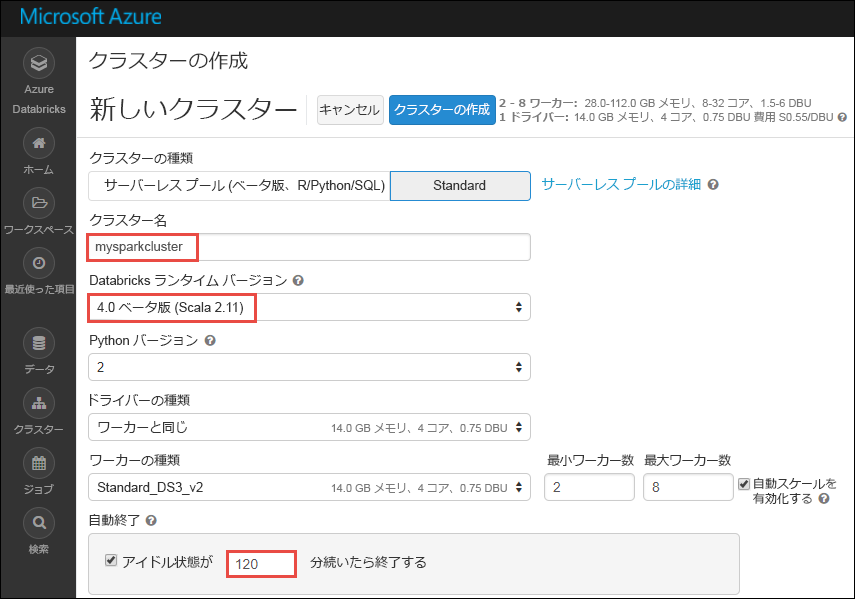 Microsoft Azure
Azure
Databricks
ホーム
ワークスペース
最近使った項目
データ
クラスター
ジョブ
検索
クラスターの作成
新しいクラスター
キャンセル
クラスターの作成
2 - 8 ワーカー: 28.0-112.0 GB メモリ、8-32 コア、1.5-6 DBU
1 ドライバー: 14.0 GB メモリ、4 コア、0.75 DBU 費用 S0.55/DBU
クラスターの種類
サーバーレス プール (ベータ版、R/Python/SQL)
Standard
サーバーレス プールの詳細
クラスター名
mysparkcluster
Databricks ランタイム バージョン
4.0 ベータ版 (Scala 2.11)
Python バージョン
2
ドライバーの種類
ワーカーと同じ 14.0 GB メモリ、4 コア、0.75 DBU
ワーカーの種類
最小ワーカー数
最大ワーカー数
Standard_DS3_v2 14.0 GB メモリ、4 コア、0.75 DBU
2
8
自動スケールを
有効化する
自動終了
アイドル状態が 120 分続いたら終了する